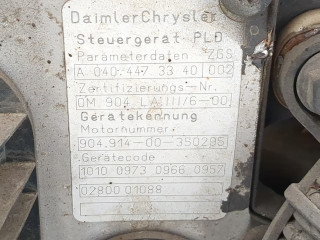 DaimlerChrysler
Steuergerät PLD
Parameterdaten ZGS
A 040.447 33 40 002
Zertifizierungs-Nr.
OM 904 LA III/6-00
Gerätekennung
Motornummer
904.914-00-390295
Gerätecode
1010 0973 0966 0957
02800 01088